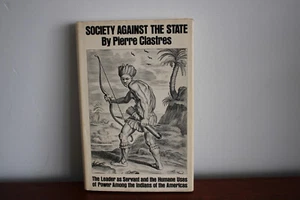 SOCIETY AGAINST THE STATE
By Pierre Clastres
The Leader as Servant and the Humane Uses
of Power Among the Indians of the Americas